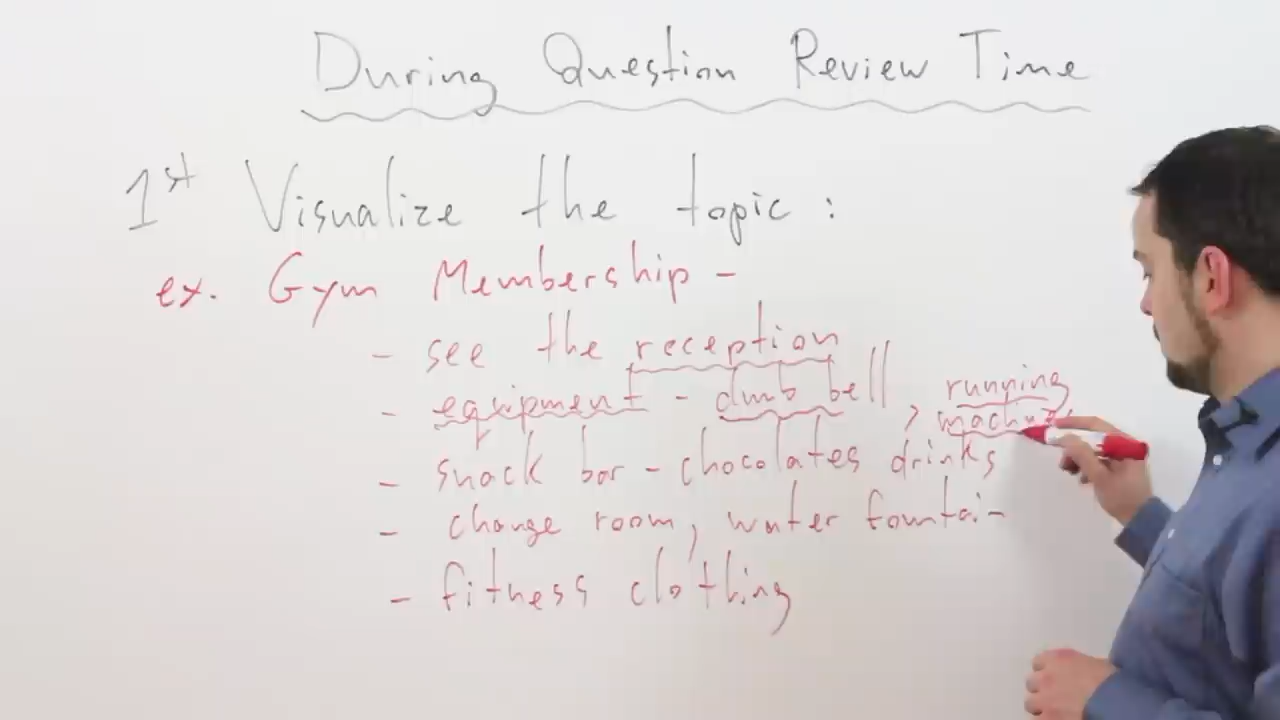 During Question Review Time
1st Visualize the topic :
ex. Gym Membership -
- see the reception
- equipment - dumb bell, running
machine
- snack bar - chocolates drinks
- change room, water fountain
- fitness clothing